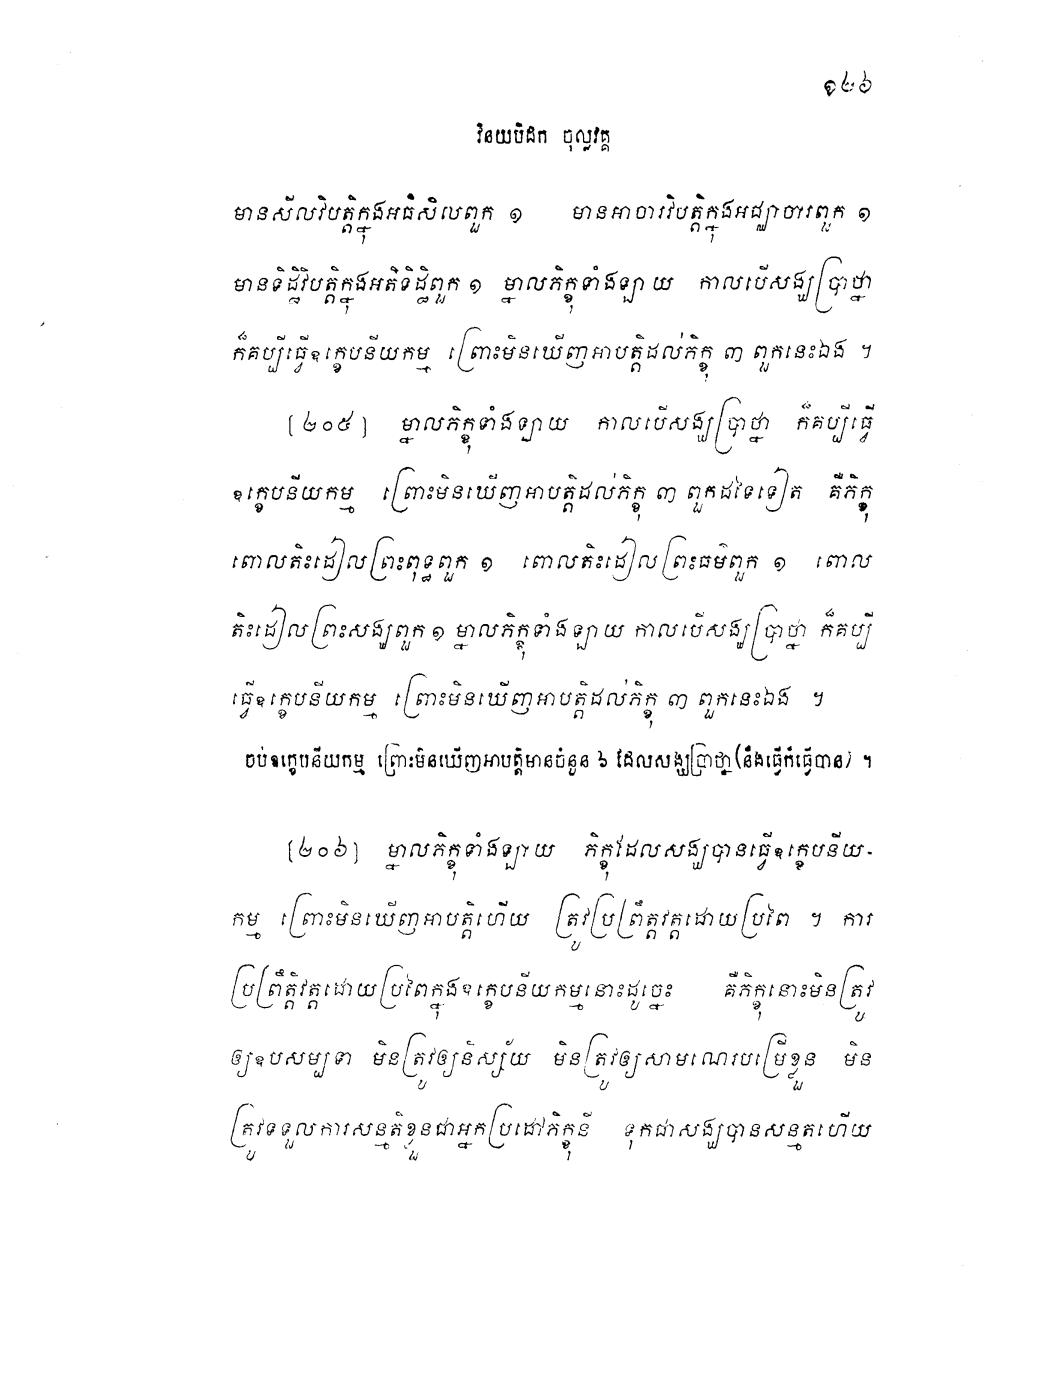 ១២៦
វិនយបិដក ចុល្លវគ្គ
មានសីលវិបត្តិក្នុងអធិសីលពួក ១ មានអាចារវិបត្តិក្នុងអជ្ឈាចារពួក ១
មានទិដ្ឋិវិបត្តិក្នុងអតិទិដ្ឋិពួក ១ ម្នាលភិក្ខុទាំងឡាយ កាលបើសង្ឃប្រាថ្នា
ក៏គប្បីធ្វើឧក្ខេបនីយកម្ម ព្រោះមិនឃើញអាបត្តិដល់ភិក្ខុ ៣ ពួកនេះឯង ។
[២០៥] ម្នាលភិក្ខុទាំងឡាយ កាលបើសង្ឃប្រាថ្នា ក៏គប្បីធ្វើ
ឧក្ខេបនីយកម្ម ព្រោះមិនឃើញអាបត្តិដល់ភិក្ខុ ៣ ពួកដទៃទៀត គឺភិក្ខុ
ពោលតិះដៀលព្រះពុទ្ធពួក ១ ពោលតិះដៀលព្រះធម៌ពួក ១ ពោល
តិះដៀលព្រះសង្ឃពួក ១ ម្នាលភិក្ខុទាំងឡាយ កាលបើសង្ឃប្រាថ្នា ក៏គប្បី
ធ្វើឧក្ខេបនីយកម្ម ព្រោះមិនឃើញអាបត្តិដល់ភិក្ខុ ៣ ពួកនេះឯង ។
ចប់ឧក្ខេបនីយកម្ម ព្រោះមិនឃើញអាបត្តិមានចំនួន ៦ ដែលសង្ឃប្រាថ្នា(នឹងធ្វើក៏ធ្វើបាន) ។
[២០៦] ម្នាលភិក្ខុទាំងឡាយ ភិក្ខុដែលសង្ឃបានធ្វើឧក្ខេបនីយ-
កម្ម ព្រោះមិនឃើញអាបត្តិហើយ ត្រូវប្រព្រឹត្តវត្តដោយប្រពៃ ។ ការ
ប្រព្រឹត្តិវត្តដោយប្រពៃក្នុងឧក្ខេបនីយកម្មនោះដូច្នេះ គឺភិក្ខុនោះមិនត្រូវ
ឲ្យឧបសម្បទា មិនត្រូវឲ្យនិស្ស័យ មិនត្រូវឲ្យសាមណេរបម្រើខ្លួន មិន
ត្រូវទទួលការសន្មតិខ្លួនជាអ្នកប្រដៅភិក្ខុនី ទុកជាសង្ឃបានសន្មតហើយ